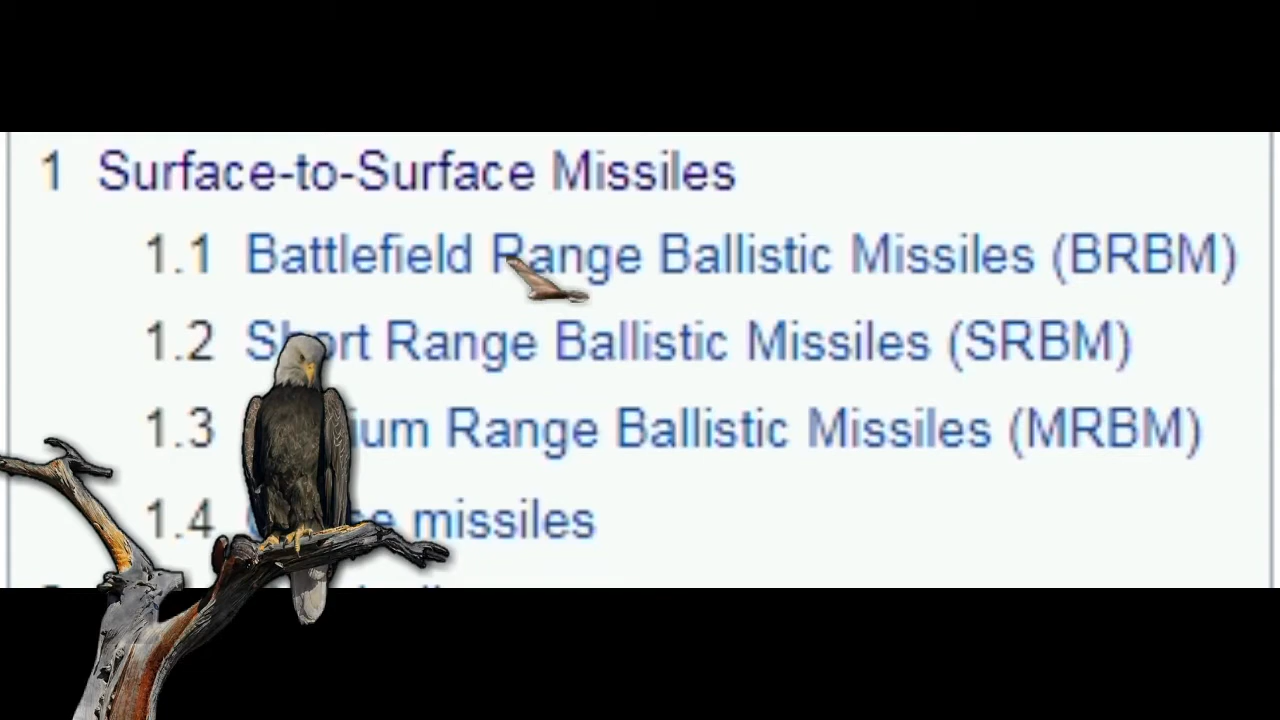 1 Surface-to-Surface Missiles
1.1 Battlefield Range Ballistic Missiles (BRBM)
1.2 Short Range Ballistic Missiles (SRBM)
1.3 Range Ballistic Missiles (MRBM)
1.4 missiles